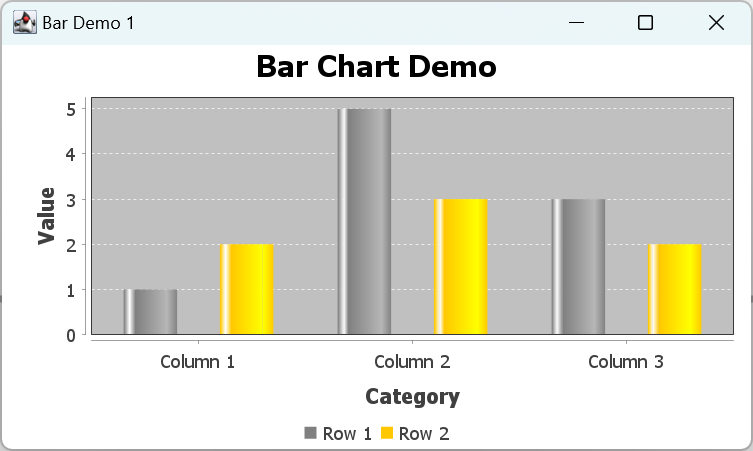 Bar Demo 1
Bar Chart Demo
5
4
3
2
1
0
Value
Column 1 Column 2 Column 3
Category
Row 1 Row 2